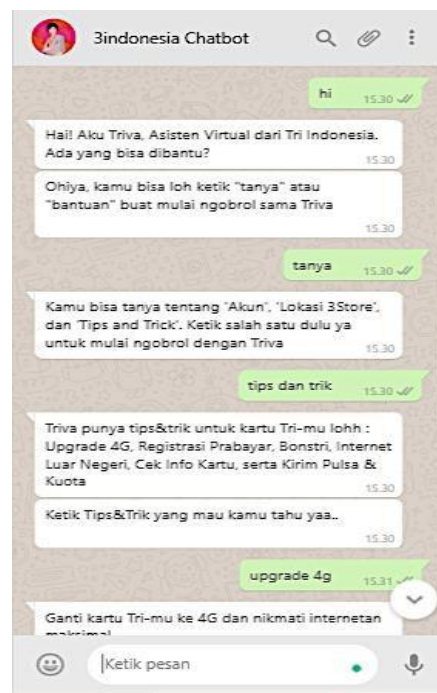 3indonesia Chatbot
hi
15.30
Hai! Aku Triva, Asisten Virtual dari Tri Indonesia.
Ada yang bisa dibantu?
15.30
Ohiya, kamu bisa loh ketik "tanya" atau
"bantuan" buat mulai ngobrol sama Triva
15.30
tanya
15.30
Kamu bisa tanya tentang 'Akun', 'Lokasi 3Store',
dan 'Tips and Trick'. Ketik salah satu dulu ya
untuk mulai ngobrol dengan Triva
15.30
tips dan trik
15.30
Triva punya tips&trik untuk kartu Tri-mu lohh :
Upgrade 4G, Registrasi Prabayar, Bonstri, Internet
Luar Negeri, Cek Info Kartu, serta Kirim Pulsa &
Kuota
15.30
Ketik Tips&Trik yang mau kamu tahu yaa..
15.30
upgrade 4g
15.31
Ganti kartu Tri-mu ke 4G dan nikmati internetan
maksimal
Ketik pesan